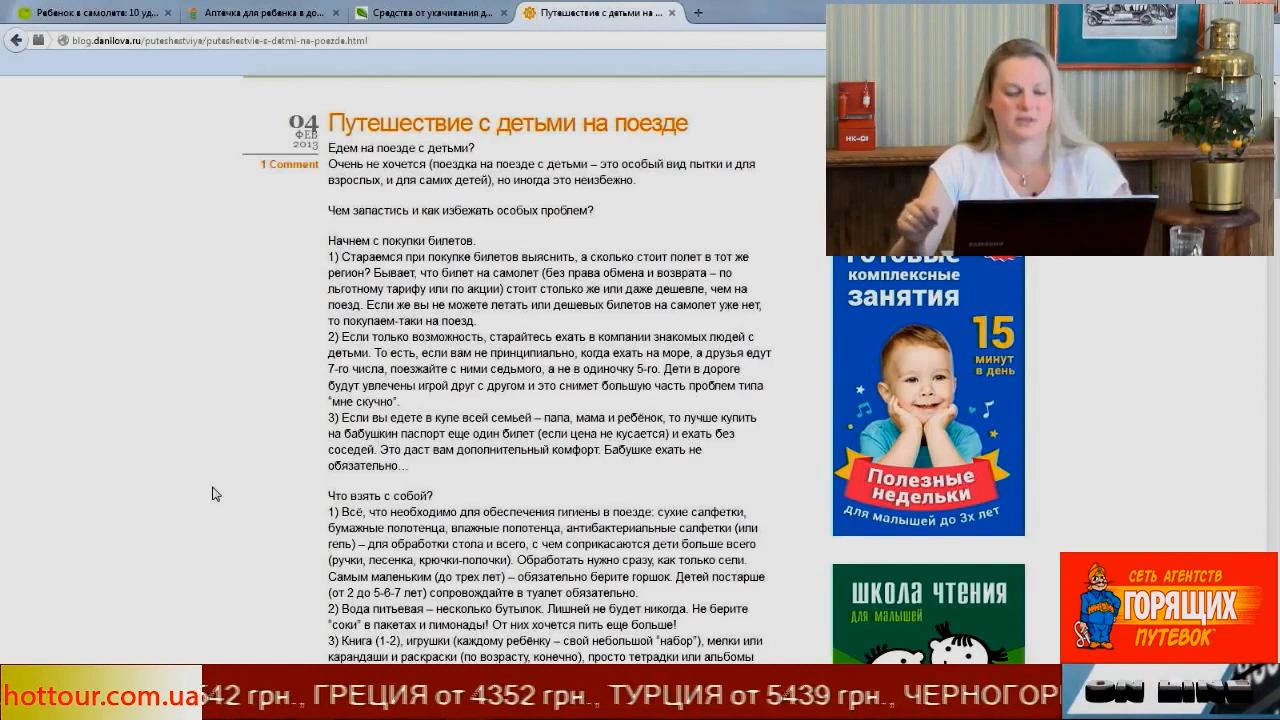 Ребенок в самолете: 10 уд...
Аптечка для ребенка в до...
Средства от укачивания д...
Путешествие с детьми на ...
blog.danilova.ru/puteshestviya/puteshestvie-s-detmi-na-poezde.html
04
ФЕВ
2013
1 Comment
Путешествие с детьми на поезде
Едем на поезде с детьми?
Очень не хочется (поездка на поезде с детьми – это особый вид пытки и для
взрослых, и для самих детей), но иногда это неизбежно.
Чем запастись и как избежать особых проблем?
Начнем с покупки билетов.
1) Стараемся при покупке билетов выяснить, а сколько стоит полет в тот же
регион? Бывает, что билет на самолет (без права обмена и возврата – по
льготному тарифу или по акции) стоит столько же или даже дешевле, чем на
поезд. Если же вы не можете летать или дешевых билетов на самолет уже нет,
то покупаем-таки на поезд.
2) Если только возможность, старайтесь ехать в компании знакомых людей с
детьми. То есть, если вам не принципиально, когда ехать на море, а друзья едут
7-го числа, поезжайте с ними седьмого, а не в одиночку 5-го. Дети в дороге
будут увлечены игрой друг с другом и это снимет большую часть проблем типа
“мне скучно”.
3) Если вы едете в купе всей семьей – папа, мама и ребёнок, то лучше купить
на бабушкин паспорт еще один билет (если цена не кусается) и ехать без
соседей. Это даст вам дополнительный комфорт. Бабушке ехать не
обязательно…
Что взять с собой?
1) Всё, что необходимо для обеспечения гигиены в поезде: сухие салфетки,
бумажные полотенца, влажные полотенца, антибактериальные салфетки (или
гель) – для обработки стола и всего, с чем соприкасаются дети больше всего
(ручки, лесенка, крючки-полочки). Обработать нужно сразу, как только сели.
Самым маленьким (до трех лет) – обязательно берите горшок. Детей постарше
(от 2 до 5-6-7 лет) сопровождайте в туалет обязательно.
2) Вода питьевая – несколько бутылок. Лишней не будет никогда. Не берите
“соки” в пакетах и лимонады! От них хочется пить еще больше!
3) Книга (1-2), игрушки (каждому ребёнку – свой небольшой “набор”), мелки или
карандаши и раскраски (по возрасту, конечно), просто тетрадки или альбомы
НК-01
SAMSUNG
ГОТОВЫЕ
комплексные
занятия
15
минут
в день
Полезные
недельки
для малышей до 3х лет
ШКОЛА ЧТЕНИЯ
для малышей
СЕТЬ АГЕНТСТВ
ГОРЯЩИХ
ПУТЕВОК
hottour.com.ua
542 грн., ГРЕЦИЯ от 4352 грн., ТУРЦИЯ от 5439 грн., ЧЕРНОГОР
ON LINE